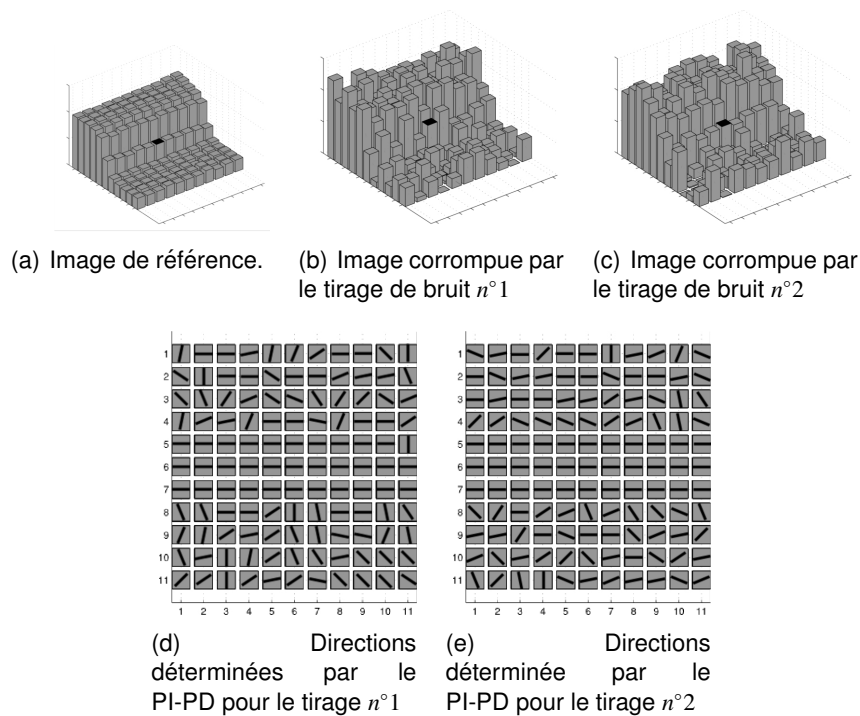 (a) Image de référence.
(b) Image corrompue par
le tirage de bruit n°1
(c) Image corrompue par
le tirage de bruit n°2
1
2
3
4
5
6
7
8
9
10
11
1 2 3 4 5 6 7 8 9 10 11
1
2
3
4
5
6
7
8
9
10
11
1 2 3 4 5 6 7 8 9 10 11
(d) Directions
déterminées par le
PI-PD pour le tirage n°1
(e) Directions
déterminée par le
PI-PD pour le tirage n°2